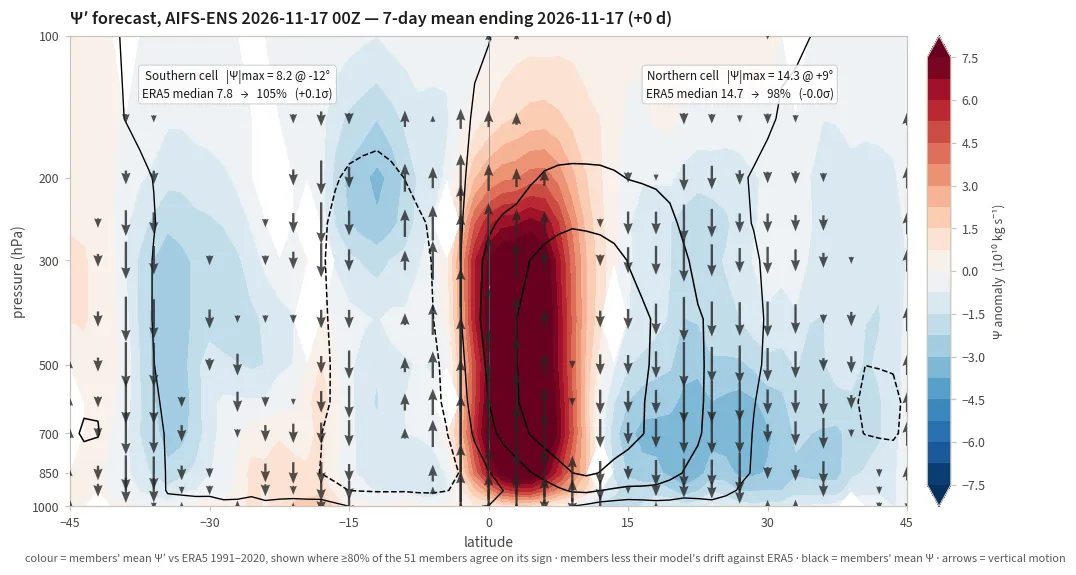 Ψ′ forecast, AIFS-ENS 2026-11-17 00Z — 7-day mean ending 2026-11-17 (+0 d)
Southern cell |Ψ|max = 8.2 @ -12°
ERA5 median 7.8 → 105% (+0.1σ)
Northern cell |Ψ|max = 14.3 @ +9°
ERA5 median 14.7 → 98% (-0.0σ)
pressure (hPa)
100
200
300
500
700
850
1000
−45
−30
−15
0
15
30
45
latitude
7.5
6.0
4.5
3.0
1.5
0.0
−1.5
−3.0
−4.5
−6.0
−7.5
Ψ anomaly (10¹⁰ kg s⁻¹)
colour = members' mean Ψ′ vs ERA5 1991–2020, shown where ≥80% of the 51 members agree on its sign · members less their model's drift against ERA5 · black = members' mean Ψ · arrows = vertical motion